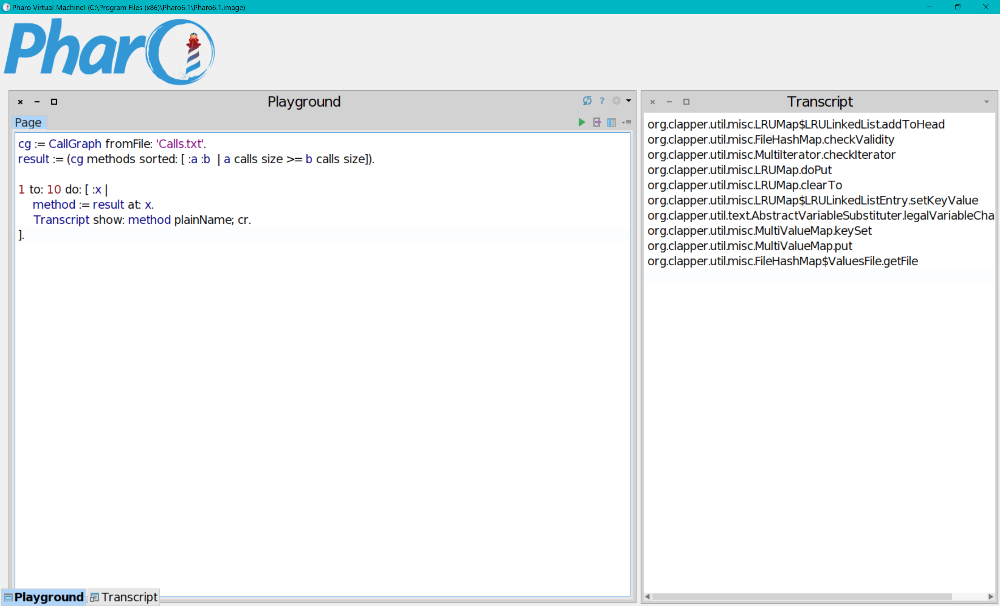 Pharo Virtual Machine! (C:\Program Files (x86)\Pharo6.1\Pharo6.1.image)
Pharo
Playground
?
Page
cg := CallGraph fromFile: 'Calls.txt'.
result := (cg methods sorted: [ :a :b | a calls size >= b calls size]).
1 to: 10 do: [ :x |
method := result at: x.
Transcript show: method plainName; cr.
].
Transcript
org.clapper.util.misc.LRUMap$LRULinkedList.addToHead
org.clapper.util.misc.FileHashMap.checkValidity
org.clapper.util.misc.MultiIterator.checkIterator
org.clapper.util.misc.LRUMap.doPut
org.clapper.util.misc.LRUMap.clearTo
org.clapper.util.misc.LRUMap$LRULinkedListEntry.setKeyValue
org.clapper.util.text.AbstractVariableSubstituter.legalVariableCha
org.clapper.util.misc.MultiValueMap.keySet
org.clapper.util.misc.MultiValueMap.put
org.clapper.util.misc.FileHashMap$ValuesFile.getFile
Playground
Transcript